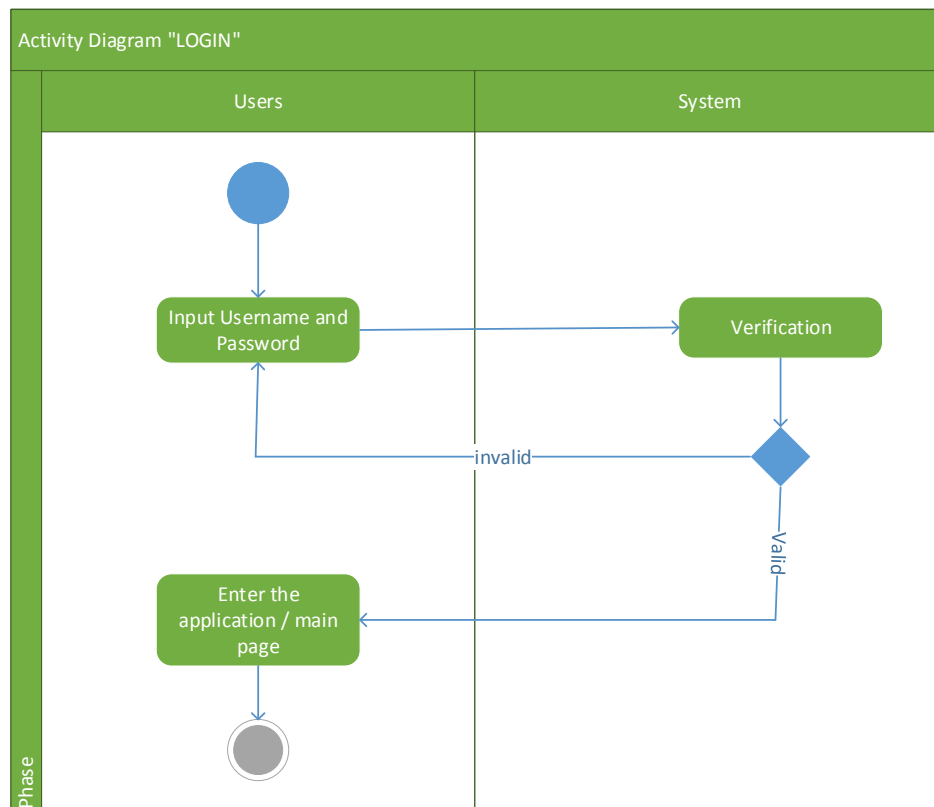 Activity Diagram "LOGIN"
Users
System
Input Username and
Password
Verification
invalid
Valid
Enter the
application / main
page
Phase